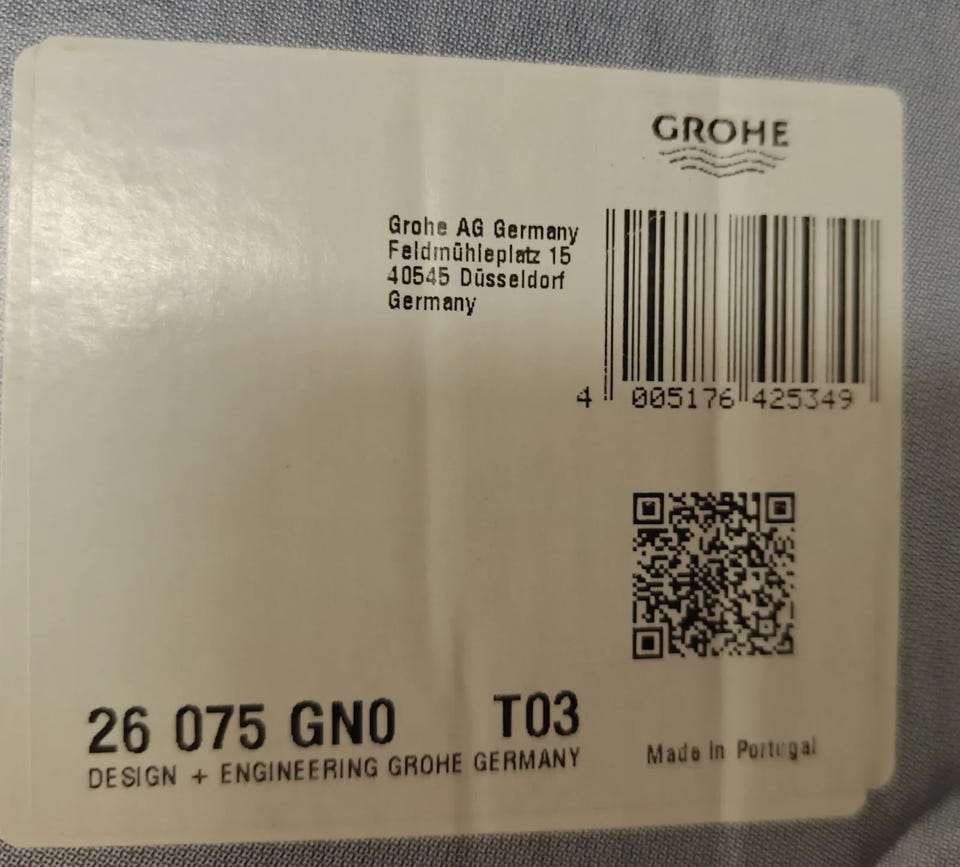 GROHE
Grohe AG Germany
Feldmühleplatz 15
40545 Düsseldorf
Germany
4 005176 425349
26 075 GN0 T03
DESIGN + ENGINEERING GROHE GERMANY
Made in Portugal